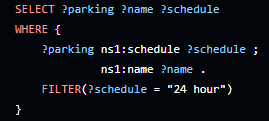 SELECT ?parking ?name ?schedule
WHERE {
?parking ns1:schedule ?schedule ;
ns1:name ?name .
FILTER(?schedule = "24 hour")
}